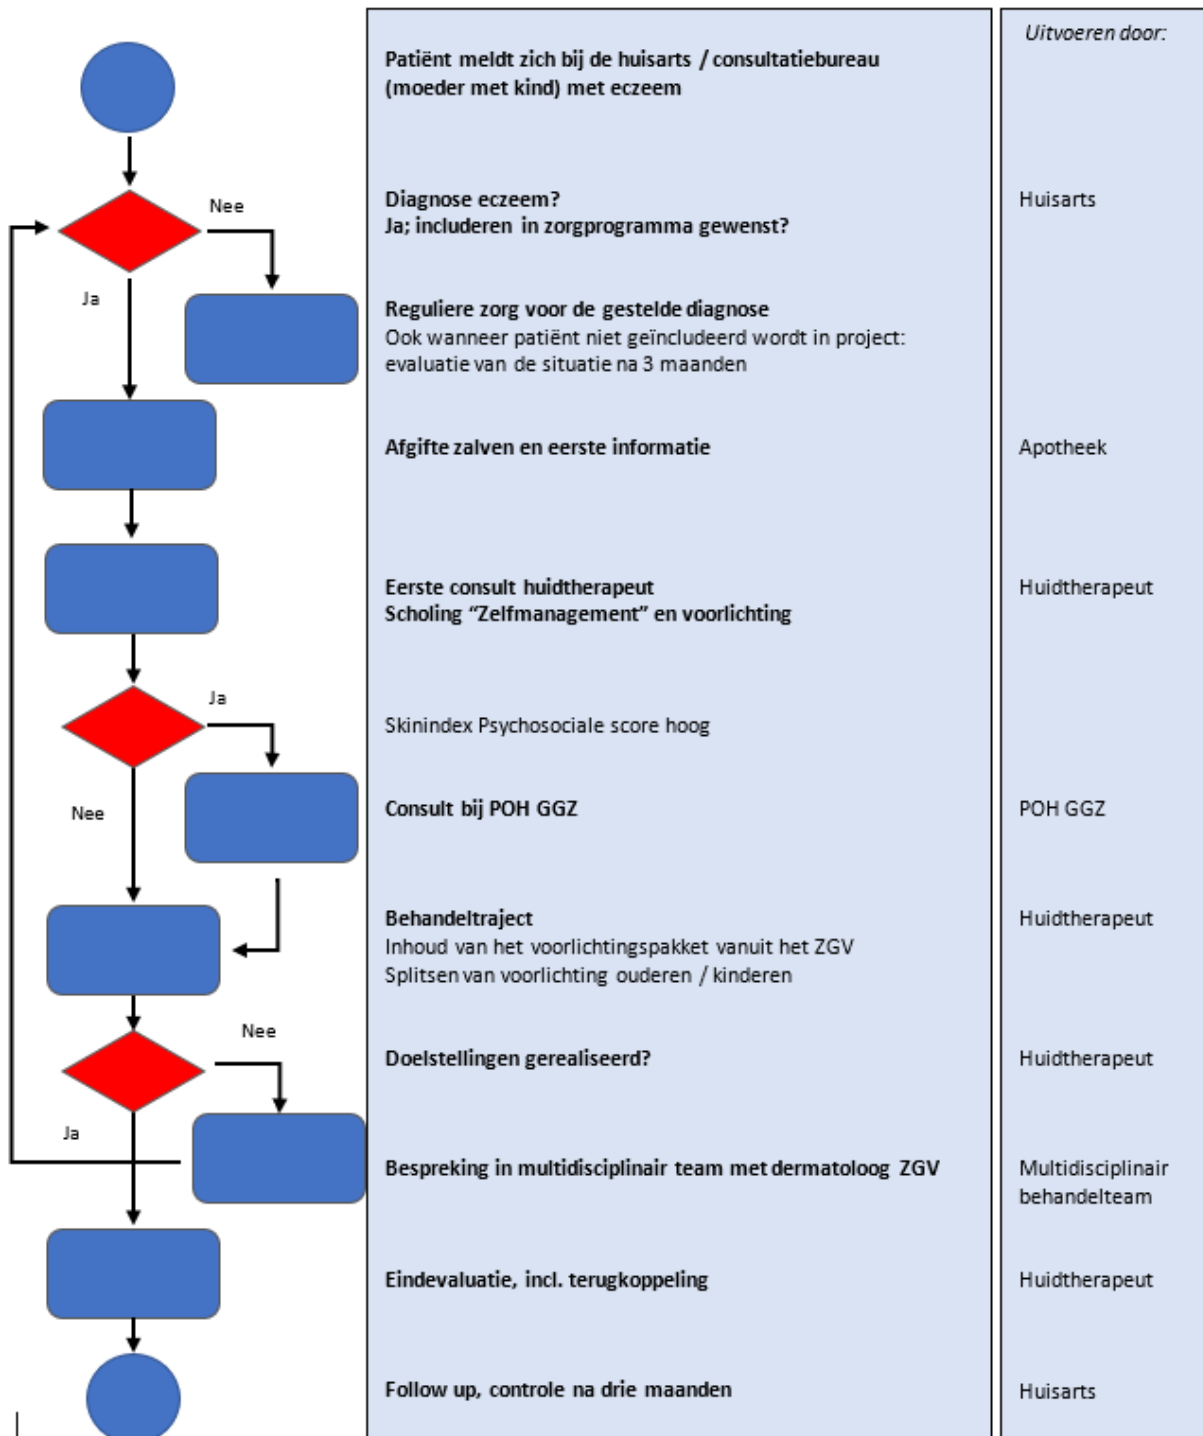 Uitvoeren door:
Patiënt meldt zich bij de huisarts / consultatiebureau
(moeder met kind) met eczeem
Nee
Diagnose eczeem?
Huisarts
Ja; includeren in zorgprogramma gewenst?
Ja
Reguliere zorg voor de gestelde diagnose
Ook wanneer patiënt niet geïncludeerd wordt in project:
evaluatie van de situatie na 3 maanden
Afgifte zalven en eerste informatie
Apotheek
Eerste consult huidtherapeut
Huidtherapeut
Scholing “Zelfmanagement” en voorlichting
Ja
Skinindex Psychosociale score hoog
Nee
Consult bij POH GGZ
POH GGZ
Behandeltraject
Huidtherapeut
Inhoud van het voorlichtingspakket vanuit het ZGV
Splitsen van voorlichting ouderen / kinderen
Nee
Doelstellingen gerealiseerd?
Huidtherapeut
Ja
Bespreking in multidisciplinair team met dermatoloog ZGV
Multidisciplinair
behandelteam
Eindevaluatie, incl. terugkoppeling
Huidtherapeut
Follow up, controle na drie maanden
Huisarts